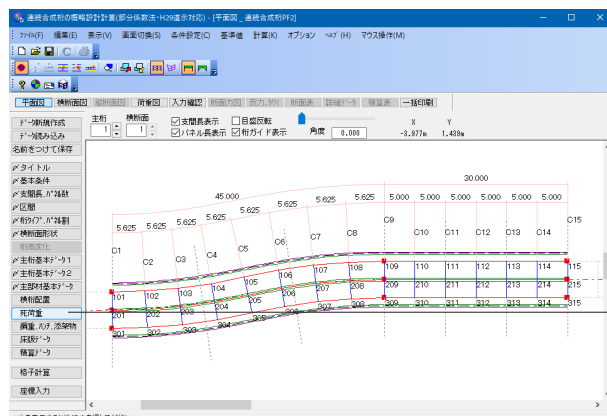 連続合成桁の概略設計計算(部分係数法・H29道示対応) - [平面図 _ 連続合成桁PF2]
ファイル(F) 編集(E) 表示(V) 画面切換(S) 条件設定(C) 基準値 計算(K) オプション ヘルプ(H) マウス操作(M)
平面図 横断面図 縦断面図 荷重図 入力確認 断面力図 反力,タワミ 断面表 詳細データ 積算表 一括印刷
データ新規作成
データ読み込み
名前をつけて保存
主桁 横断面
1 1
支間長表示 目盛反転
パネル長表示 桁ガイド表示
角度 0.000
X Y
-3.977m 1.439m
タイトル
基本条件
支間長,パネル数
区間
桁タイプ,パネル割
横断面形状
桁高変化
主桁基本データ1
主桁基本データ2
主部材基本データ
横桁配置
死荷重
鋼重,ハンチ,添架物
床版データ
積算データ
格子計算
座標入力
45.000 30.000
5.625 5.625 5.625 5.625 5.625 5.625 5.625 5.625 5.000 5.000 5.000 5.000 5.000 5.000
C1 C2 C3 C4 C5 C6 C7 C8 C9 C10 C11 C12 C13 C14 C15
101 102 103 104 105 106 107 108 109 110 111 112 113 114 115
201 202 203 204 205 206 207 208 209 210 211 212 213 214 215
301 302 303 304 305 306 307 308 309 310 311 312 313 314 315